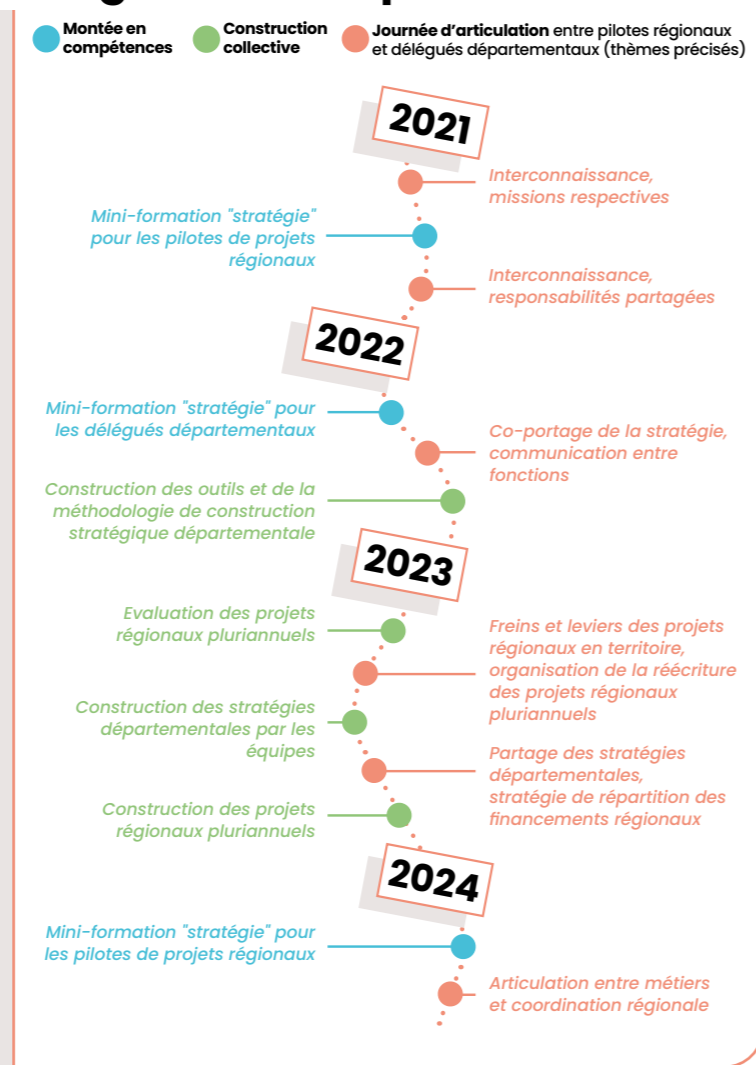 Montée en
compétences
Construction
collective
Journée d'articulation entre pilotes régionaux
et délégués départementaux (thèmes précisés)
2021
Interconnaissance,
missions respectives
Mini-formation "stratégie"
pour les pilotes de projets
régionaux
Interconnaissance,
responsabilités partagées
2022
Mini-formation "stratégie" pour
les délégués départementaux
Co-portage de la stratégie,
communication entre
fonctions
Construction des outils et de la
méthodologie de construction
stratégique départementale
2023
Evaluation des projets
régionaux pluriannuels
Freins et leviers des projets
régionaux en territoire,
organisation de la réécriture
des projets régionaux
pluriannuels
Construction des stratégies
départementales par les
équipes
Partage des stratégies
départementales,
stratégie de répartition des
financements régionaux
Construction des projets
régionaux pluriannuels
2024
Mini-formation "stratégie" pour
les pilotes de projets régionaux
Articulation entre métiers
et coordination régionale